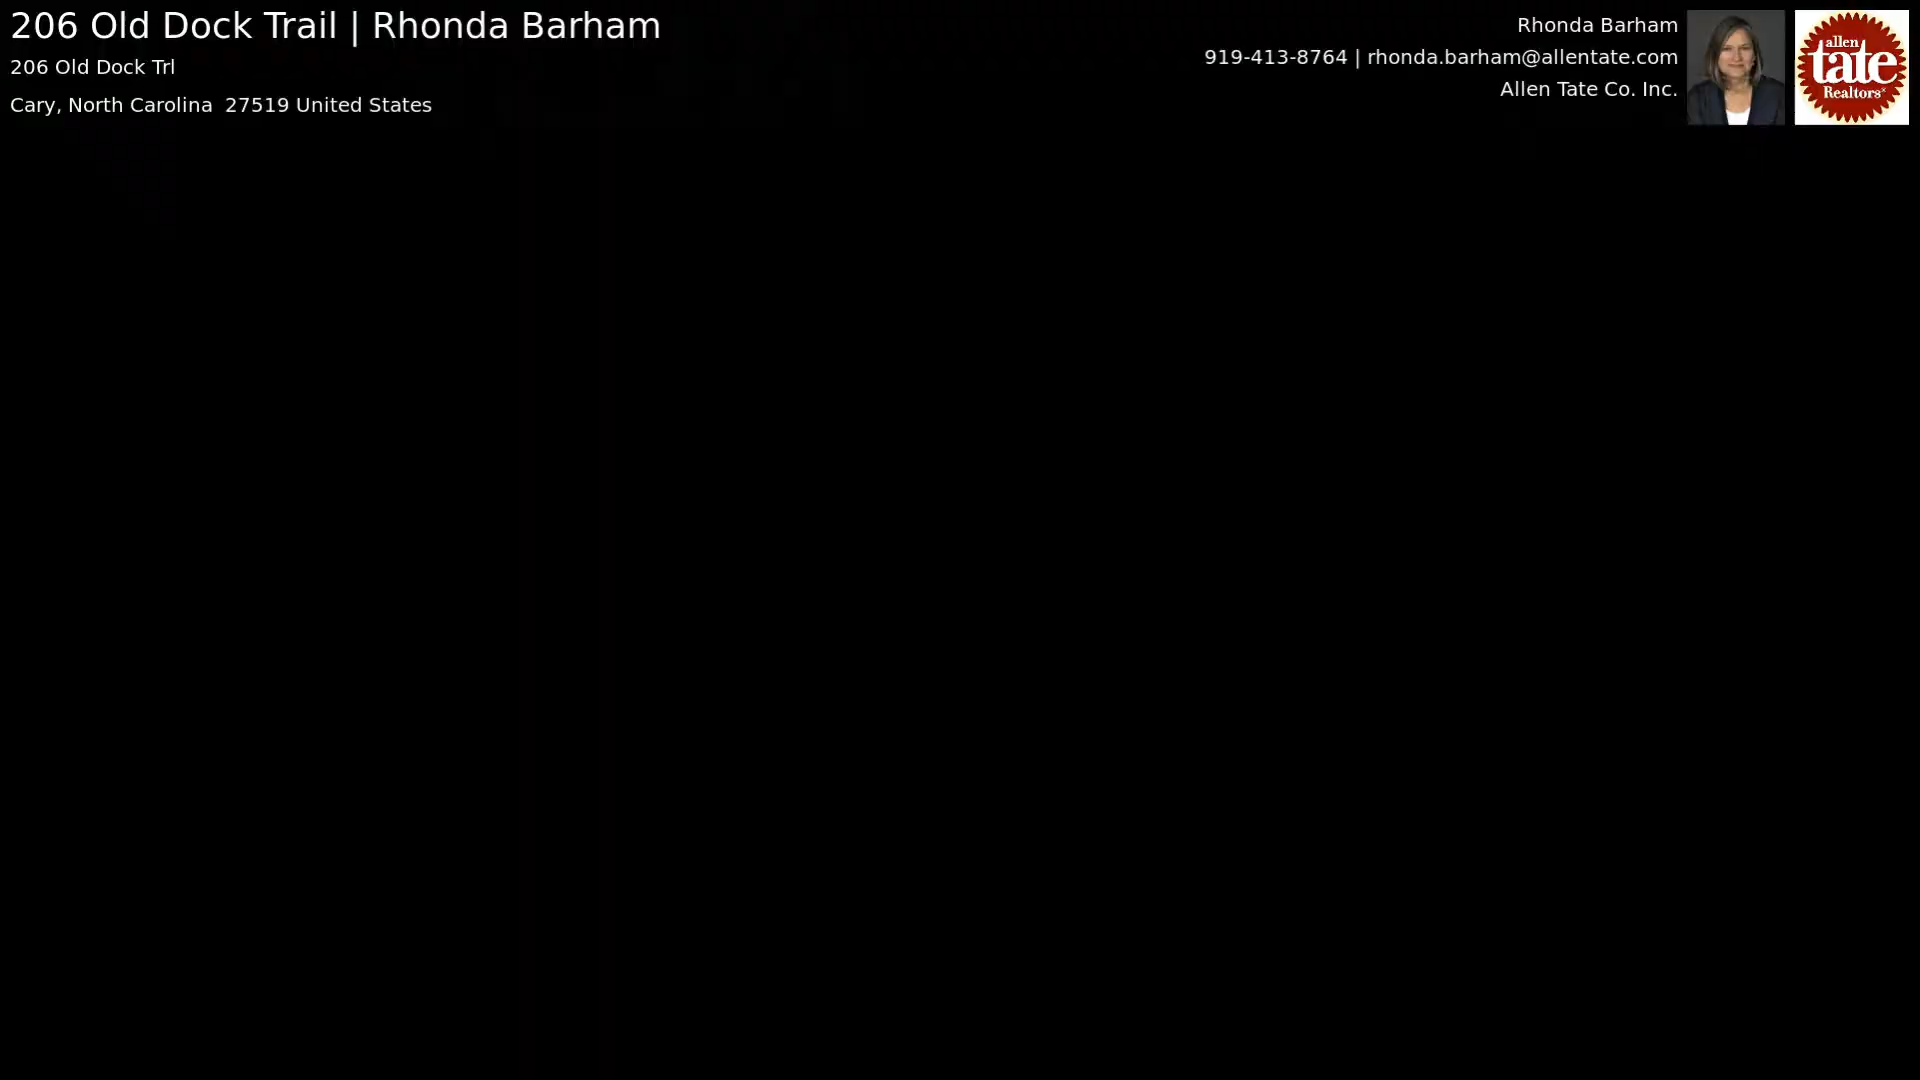 206 Old Dock Trail | Rhonda Barham
206 Old Dock Trl
Cary, North Carolina  27519 United States
Rhonda Barham
919-413-8764 | rhonda.barham@allentate.com
Allen Tate Co. Inc.
allen
tate
Realtors®